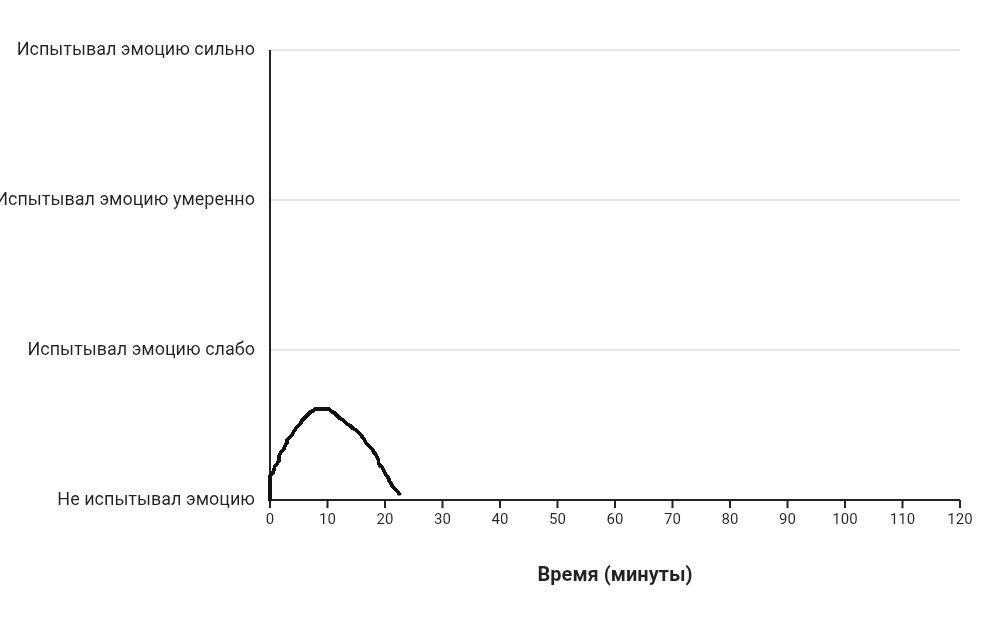 Испытывал эмоцию сильно
Испытывал эмоцию умеренно
Испытывал эмоцию слабо
Не испытывал эмоцию
0 10 20 30 40 50 60 70 80 90 100 110 120
Время (минуты)